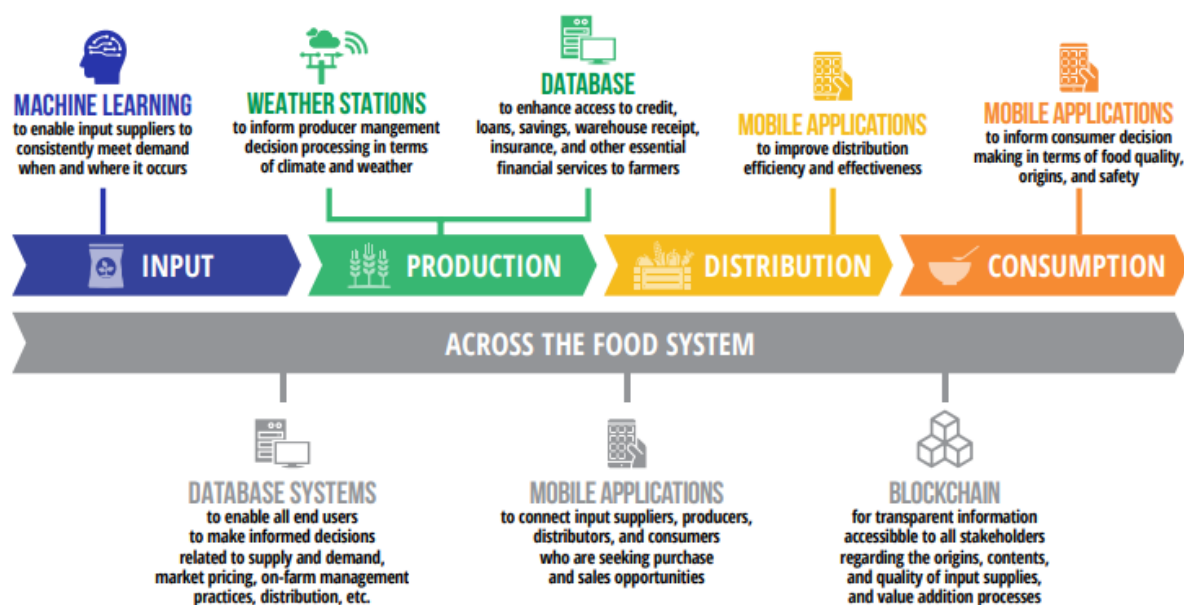 MACHINE LEARNING
to enable input suppliers to
consistently meet demand
when and where it occurs
WEATHER STATIONS
to inform producer mangement
decision processing in terms
of climate and weather
DATABASE
to enhance access to credit,
loans, savings, warehouse receipt,
insurance, and other essential
financial services to farmers
MOBILE APPLICATIONS
to improve distribution
efficiency and effectiveness
MOBILE APPLICATIONS
to inform consumer decision
making in terms of food quality,
origins, and safety
INPUT
PRODUCTION
DISTRIBUTION
CONSUMPTION
ACROSS THE FOOD SYSTEM
DATABASE SYSTEMS
to enable all end users
to make informed decisions
related to supply and demand,
market pricing, on-farm management
practices, distribution, etc.
MOBILE APPLICATIONS
to connect input suppliers, producers,
distributors, and consumers
who are seeking purchase
and sales opportunities
BLOCKCHAIN
for transparent information
accessibble to all stakeholders
regarding the origins, contents,
and quality of input supplies,
and value addition processes